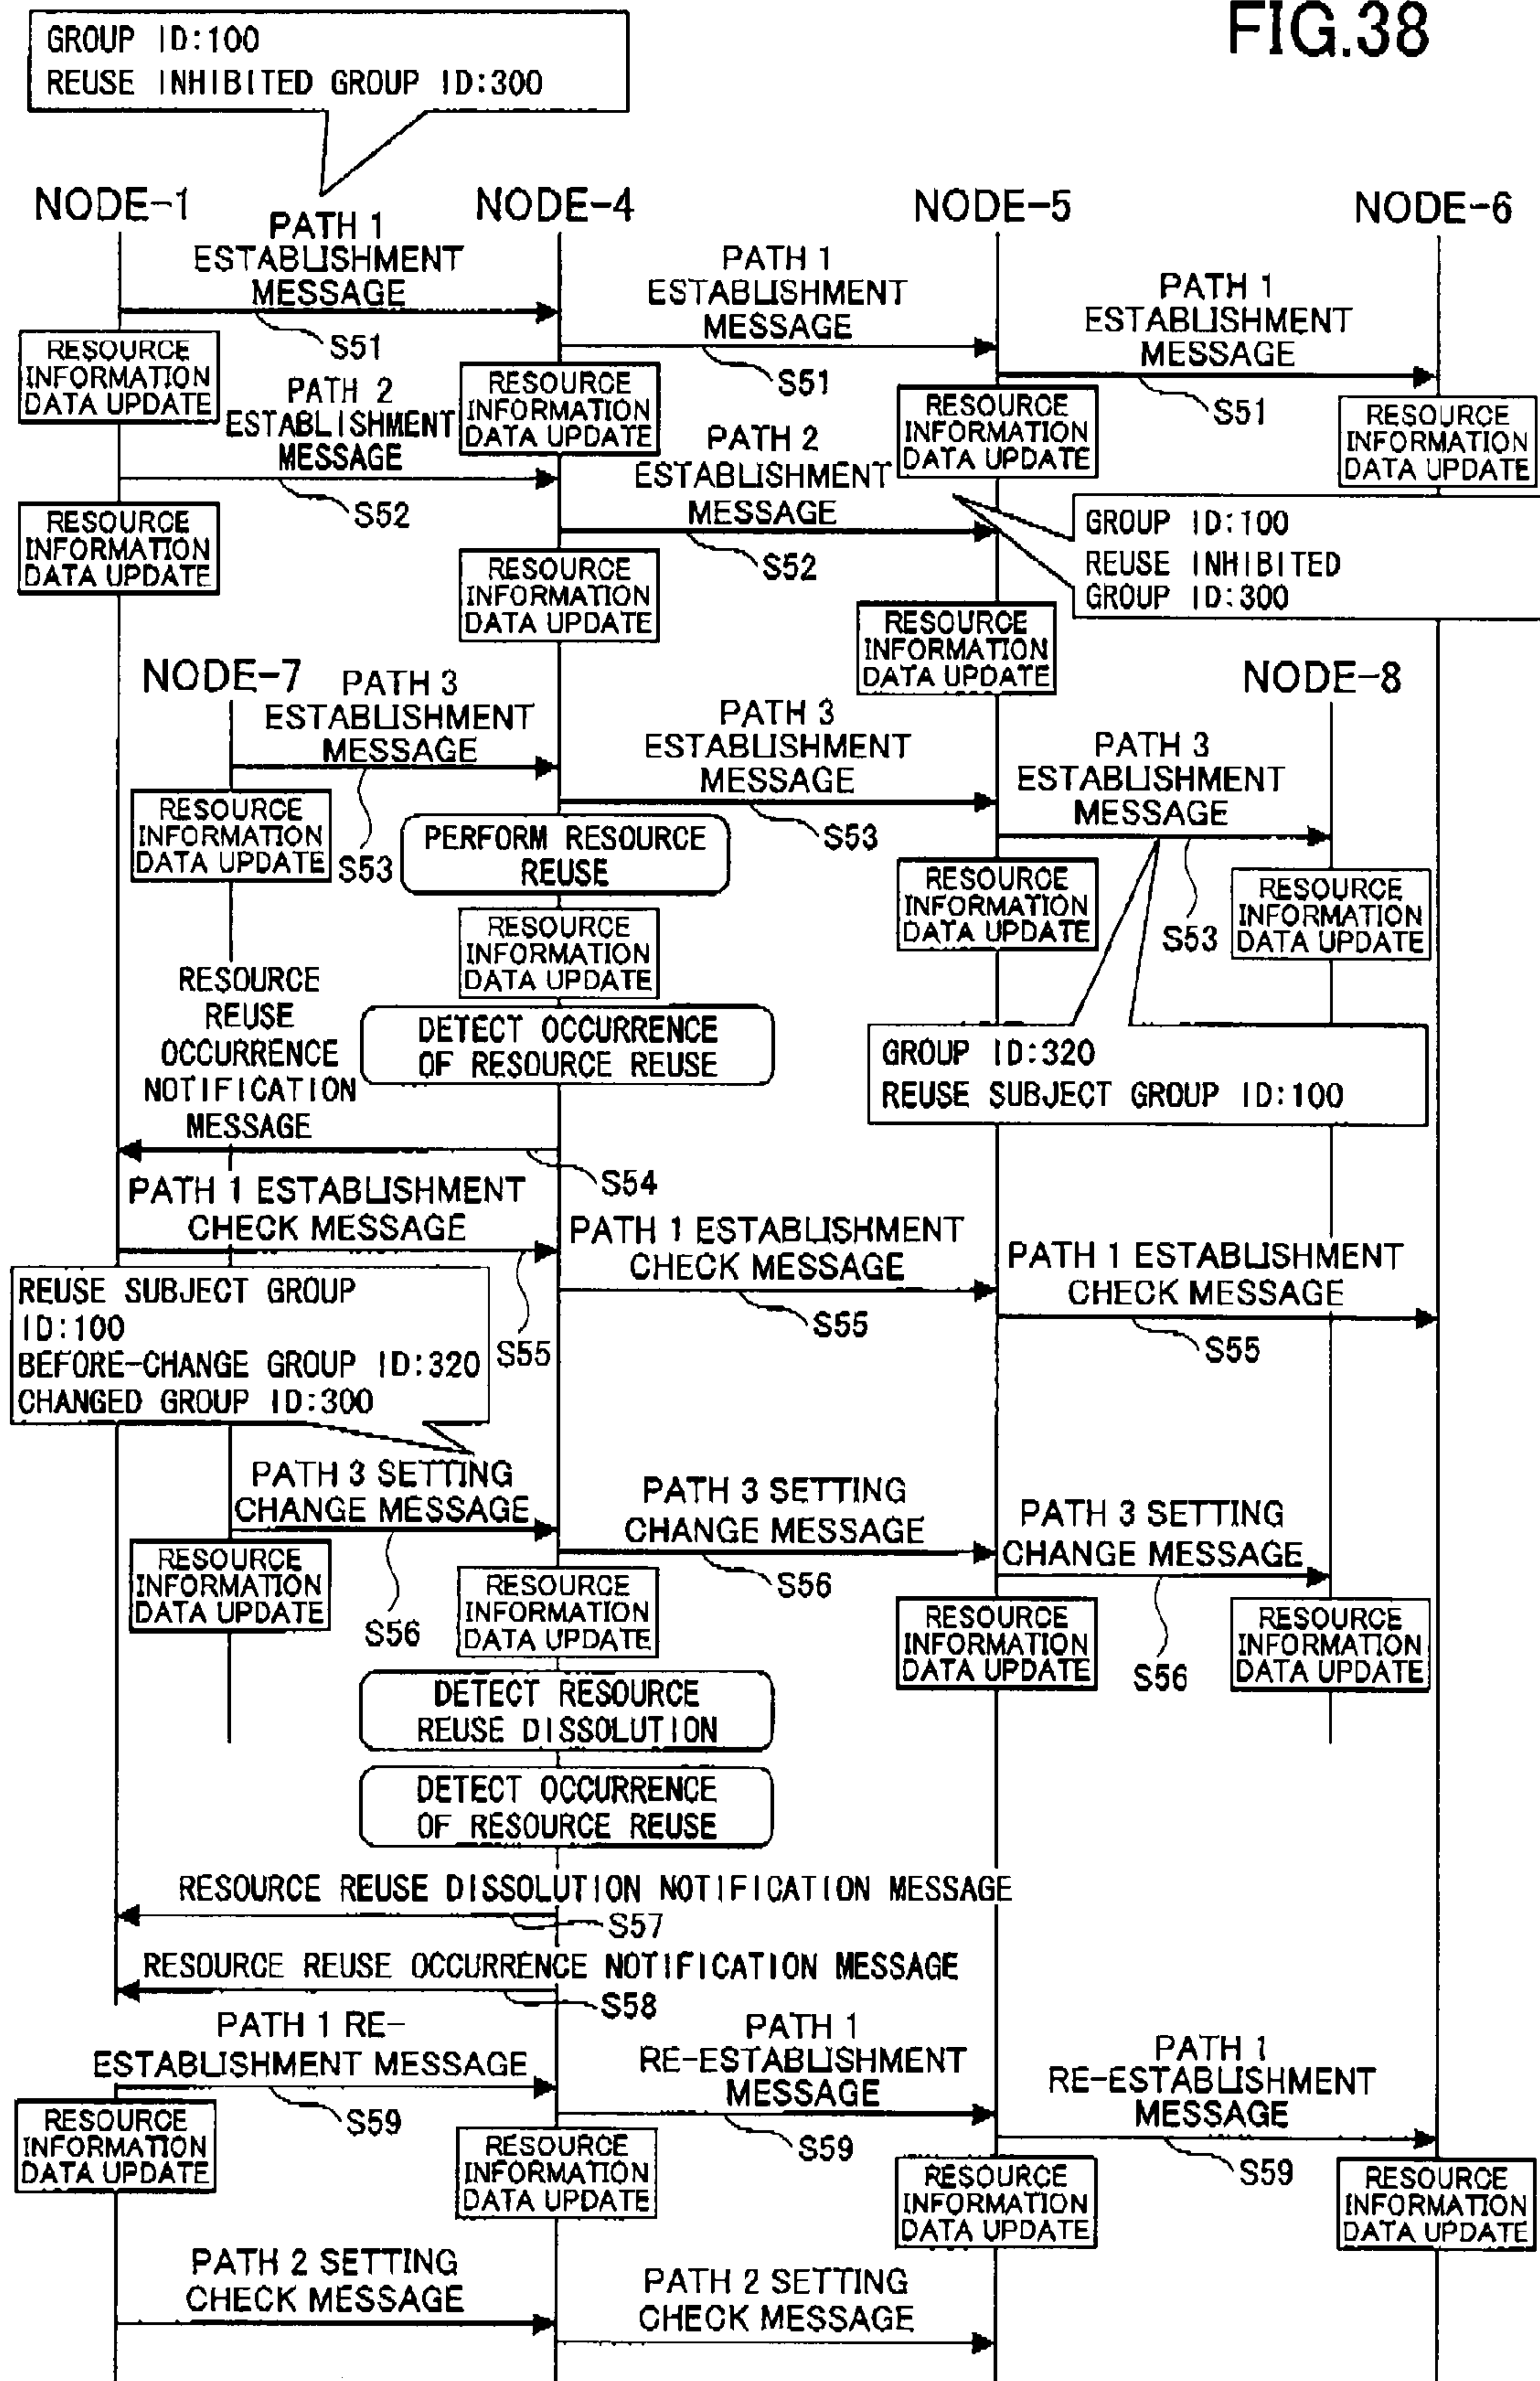 FIG.38
GROUP ID:100
REUSE INHIBITED GROUP ID:300
NODE-1
NODE-4
NODE-5
NODE-6
PATH 1
ESTABLISHMENT
MESSAGE
S51
PATH 1
ESTABLISHMENT
MESSAGE
S51
PATH 1
ESTABLISHMENT
MESSAGE
S51
RESOURCE
INFORMATION
DATA UPDATE
RESOURCE
INFORMATION
DATA UPDATE
RESOURCE
INFORMATION
DATA UPDATE
RESOURCE
INFORMATION
DATA UPDATE
PATH 2
ESTABLISHMENT
MESSAGE
S52
PATH 2
ESTABLISHMENT
MESSAGE
S52
GROUP ID:100
REUSE INHIBITED
GROUP ID:300
RESOURCE
INFORMATION
DATA UPDATE
RESOURCE
INFORMATION
DATA UPDATE
RESOURCE
INFORMATION
DATA UPDATE
NODE-7
NODE-8
PATH 3
ESTABLISHMENT
MESSAGE
S53
PATH 3
ESTABLISHMENT
MESSAGE
S53
PATH 3
ESTABLISHMENT
MESSAGE
S53
RESOURCE
INFORMATION
DATA UPDATE
PERFORM RESOURCE
REUSE
RESOURCE
INFORMATION
DATA UPDATE
RESOURCE
INFORMATION
DATA UPDATE
RESOURCE
INFORMATION
DATA UPDATE
DETECT OCCURRENCE
OF RESOURCE REUSE
GROUP ID:320
REUSE SUBJECT GROUP ID:100
RESOURCE
REUSE
OCCURRENCE
NOTIFICATION
MESSAGE
S54
PATH 1 ESTABLISHMENT
CHECK MESSAGE
S55
PATH 1 ESTABLISHMENT
CHECK MESSAGE
S55
PATH 1 ESTABLISHMENT
CHECK MESSAGE
S55
REUSE SUBJECT GROUP
ID:100
BEFORE-CHANGE GROUP ID:320
CHANGED GROUP ID:300
PATH 3 SETTING
CHANGE MESSAGE
S56
PATH 3 SETTING
CHANGE MESSAGE
S56
PATH 3 SETTING
CHANGE MESSAGE
S56
RESOURCE
INFORMATION
DATA UPDATE
RESOURCE
INFORMATION
DATA UPDATE
RESOURCE
INFORMATION
DATA UPDATE
RESOURCE
INFORMATION
DATA UPDATE
DETECT RESOURCE
REUSE DISSOLUTION
DETECT OCCURRENCE
OF RESOURCE REUSE
RESOURCE REUSE DISSOLUTION NOTIFICATION MESSAGE
S57
RESOURCE REUSE OCCURRENCE NOTIFICATION MESSAGE
S58
PATH 1 RE-
ESTABLISHMENT MESSAGE
S59
PATH 1
RE-ESTABLISHMENT
MESSAGE
S59
PATH 1
RE-ESTABLISHMENT
MESSAGE
S59
RESOURCE
INFORMATION
DATA UPDATE
RESOURCE
INFORMATION
DATA UPDATE
RESOURCE
INFORMATION
DATA UPDATE
RESOURCE
INFORMATION
DATA UPDATE
PATH 2 SETTING
CHECK MESSAGE
PATH 2 SETTING
CHECK MESSAGE